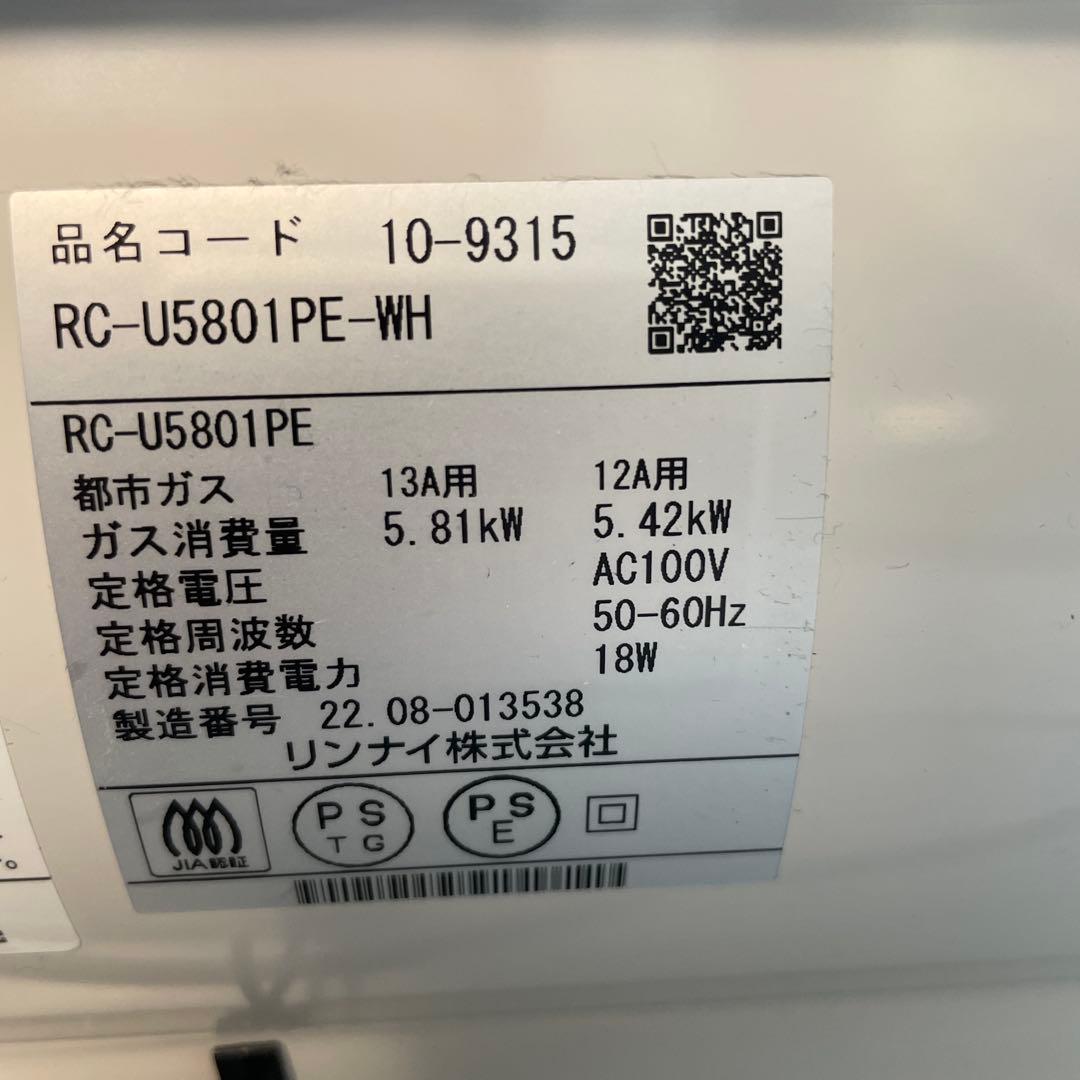 品名コード 10-9315
RC-U5801PE-WH
RC-U5801PE
都市ガス 13A用 12A用
ガス消費量 5.81kW 5.42kW
定格電圧 AC100V
定格周波数 50-60Hz
定格消費電力 18W
製造番号 22.08-013538
リンナイ株式会社
JIA認証
PS
TG
PS
E